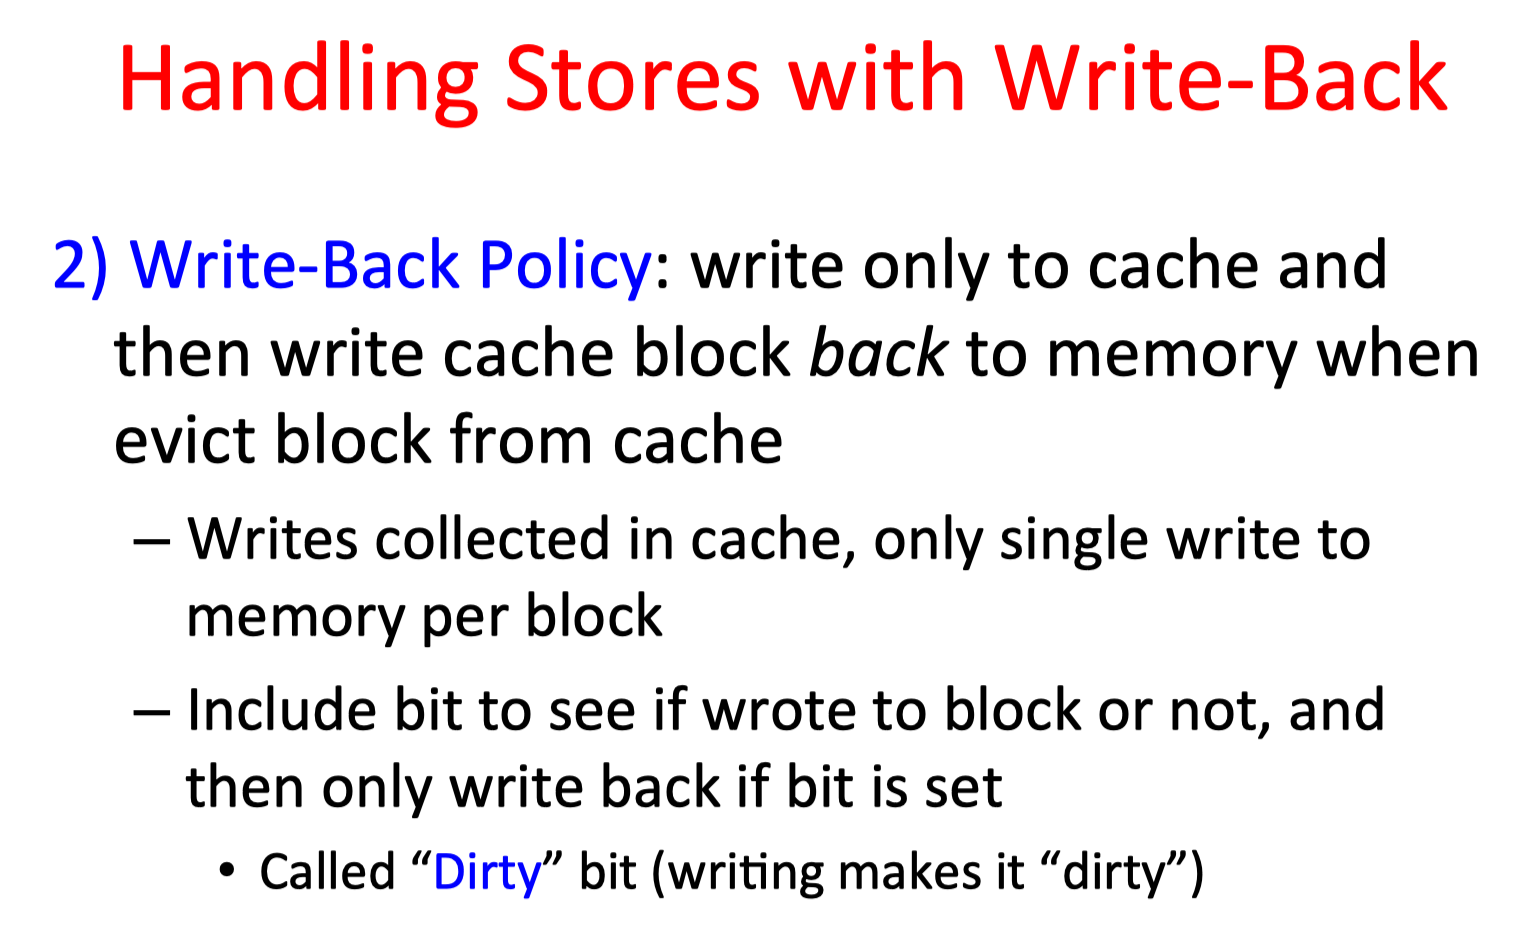 Handling Stores with Write-Back
2) Write-Back Policy: write only to cache and
then write cache block back to memory when
evict block from cache
– Writes collected in cache, only single write to
memory per block
– Include bit to see if wrote to block or not, and
then only write back if bit is set
• Called “Dirty” bit (writing makes it “dirty”)